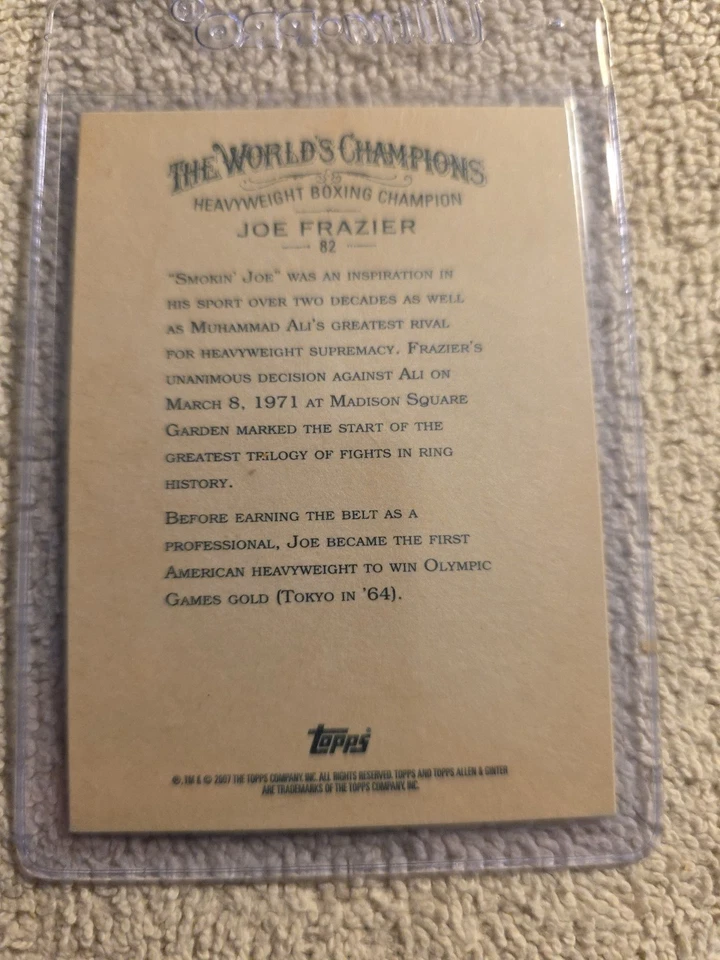 THE WORLD'S CHAMPIONS
HEAVYWEIGHT BOXING CHAMPION
JOE FRAZIER
82
"SMOKIN' JOE" WAS AN INSPIRATION IN
HIS SPORT OVER TWO DECADES AS WELL
AS MUHAMMAD ALI'S GREATEST RIVAL
FOR HEAVYWEIGHT SUPREMACY. FRAZIER'S
UNANIMOUS DECISION AGAINST ALI ON
MARCH 8, 1971 AT MADISON SQUARE
GARDEN MARKED THE START OF THE
GREATEST TRILOGY OF FIGHTS IN RING
HISTORY.
BEFORE EARNING THE BELT AS A
PROFESSIONAL, JOE BECAME THE FIRST
AMERICAN HEAVYWEIGHT TO WIN OLYMPIC
GAMES GOLD (TOKYO IN '64).
topps
®, TM & © 2007 THE TOPPS COMPANY, INC. ALL RIGHTS RESERVED. TOPPS AND TOPPS ALLEN & GINTER
ARE TRADEMARKS OF THE TOPPS COMPANY, INC.